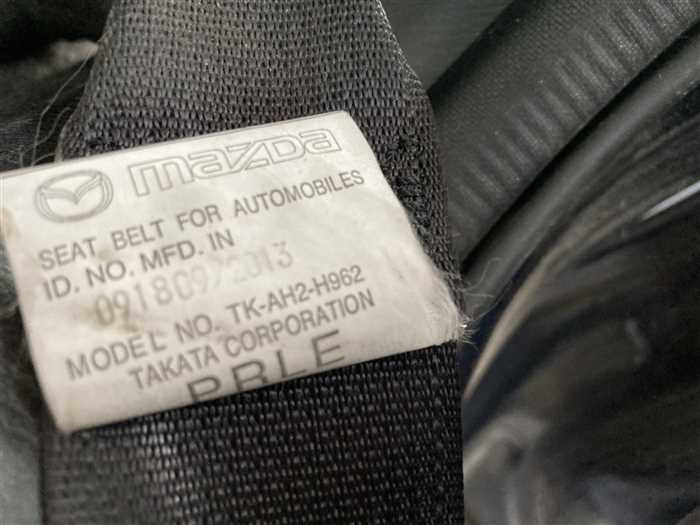 mazda
SEAT BELT FOR AUTOMOBILES
ID. NO. MFD. IN
091809/2013
MODEL NO. TK-AH2-H962
TAKATA CORPORATION
PRLE